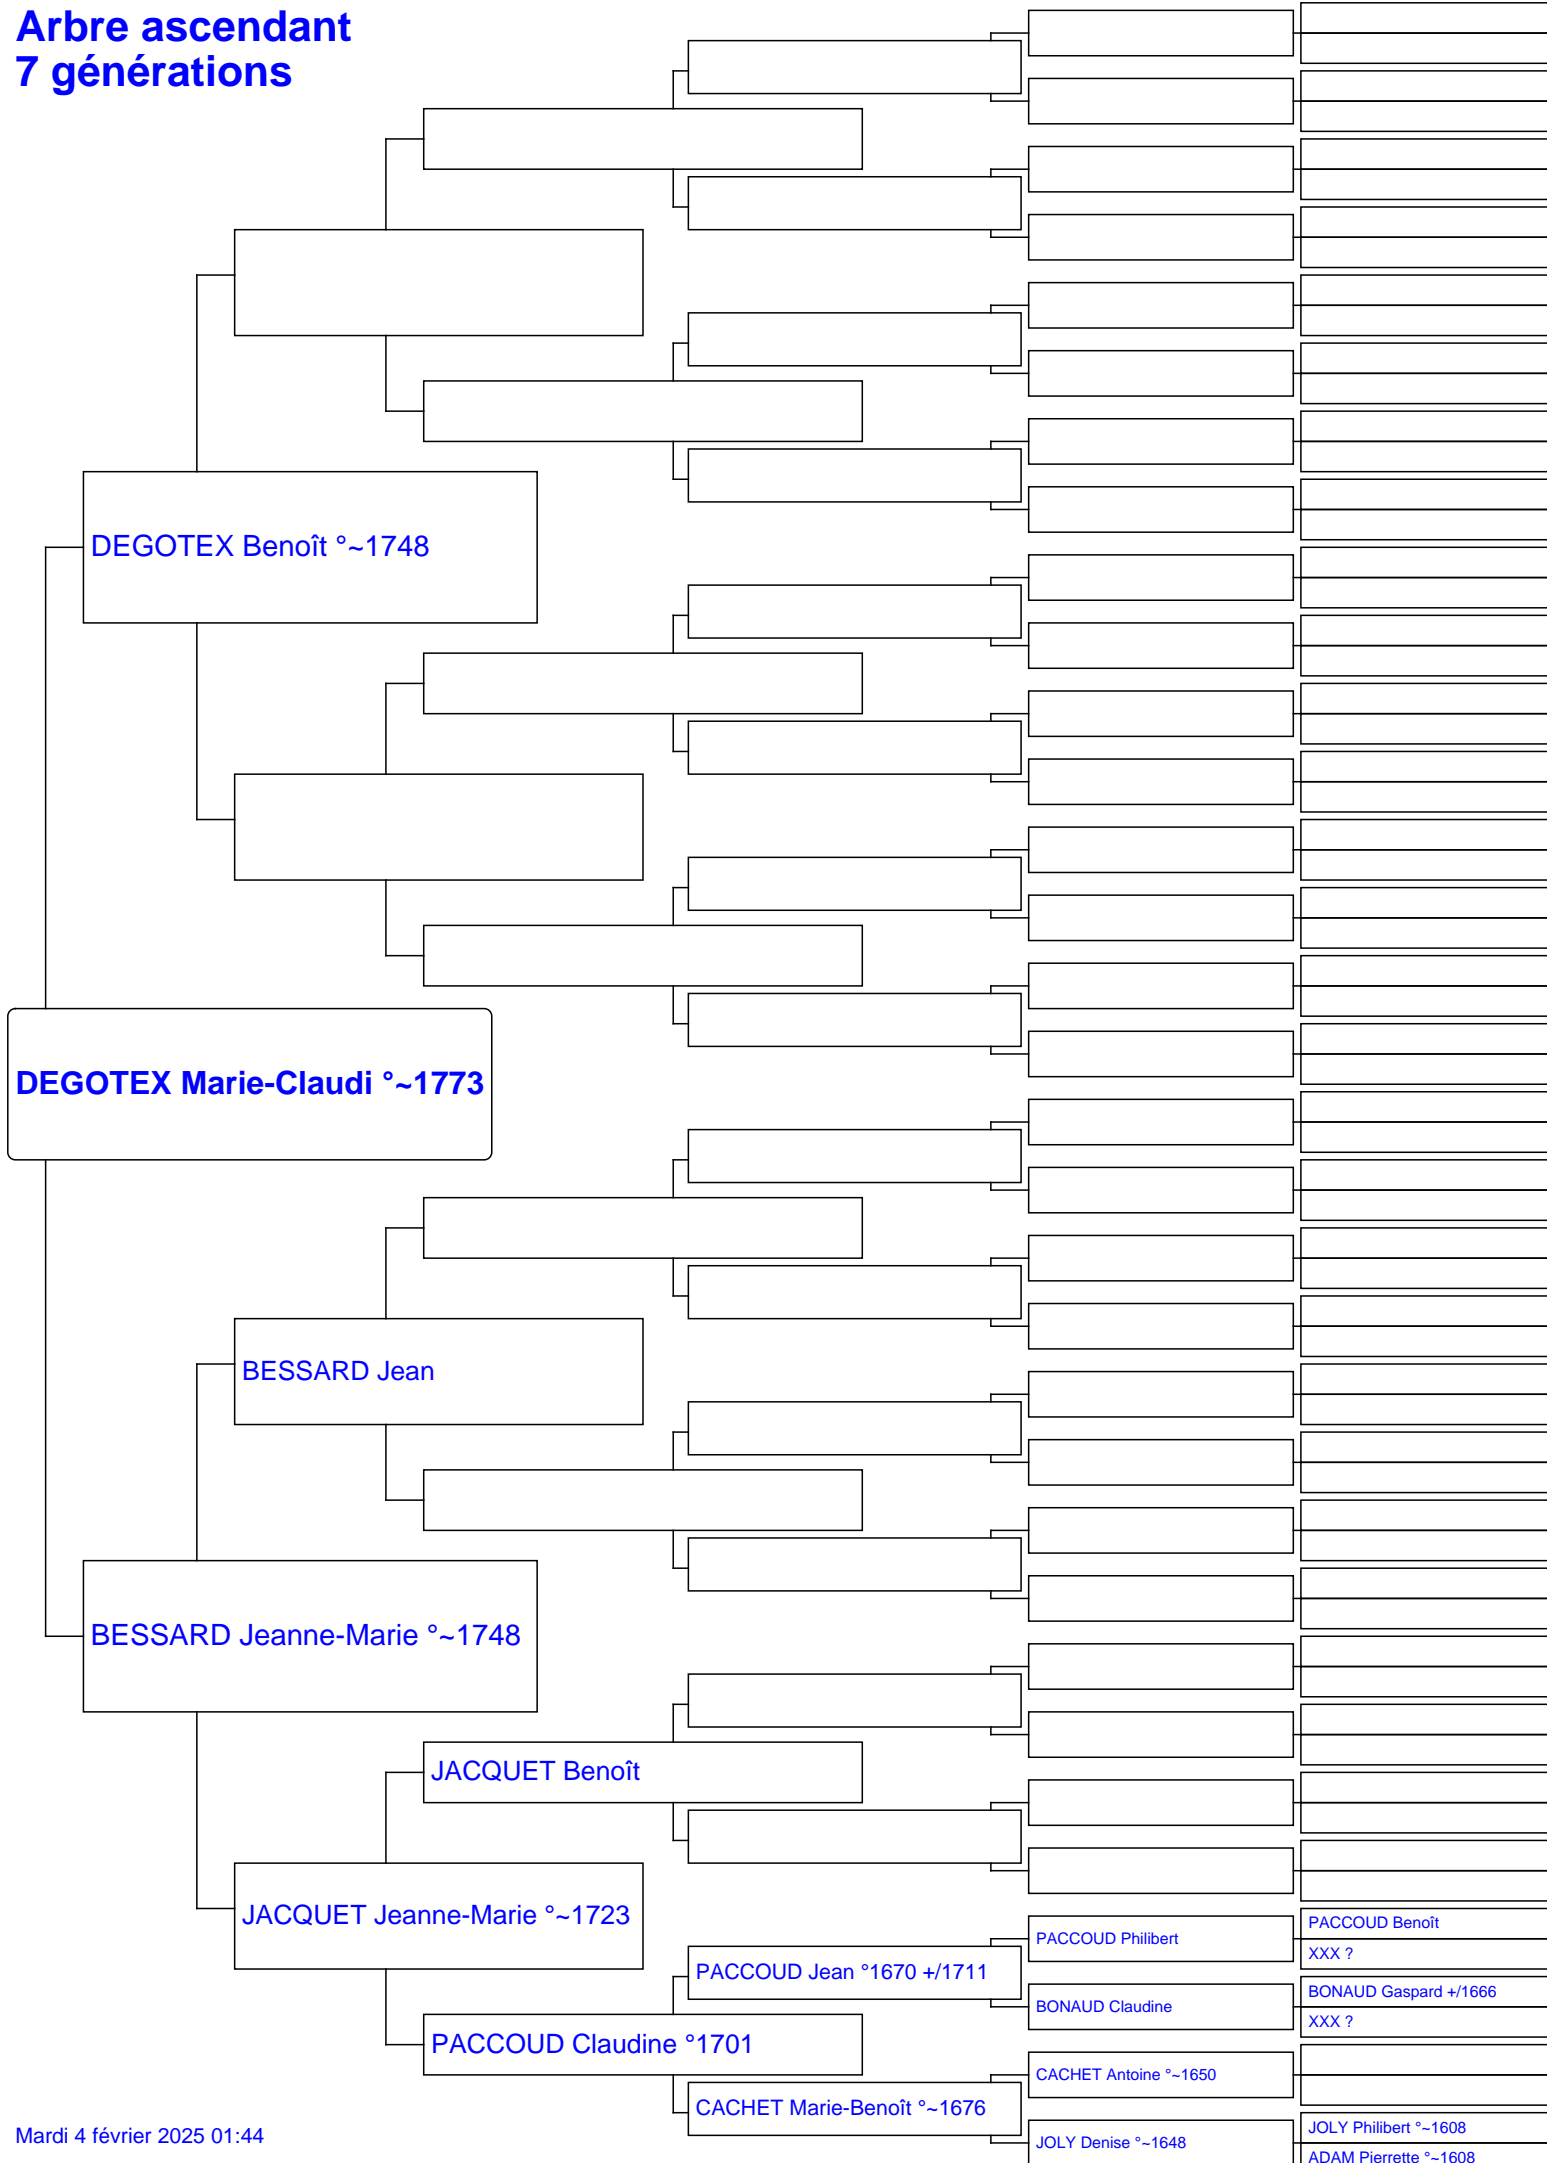 Arbre ascendant
7 générations
DEGOTEX Benoît °~1748
DEGOTEX Marie-Claudi °~1773
BESSARD Jean
BESSARD Jeanne-Marie °~1748
JACQUET Benoît
JACQUET Jeanne-Marie °~1723
PACCOUD Philibert
PACCOUD Benoît
XXX ?
PACCOUD Jean °1670 +/1711
BONAUD Claudine
BONAUD Gaspard +/1666
XXX ?
PACCOUD Claudine °1701
CACHET Antoine °~1650
CACHET Marie-Benoît °~1676
JOLY Denise °~1648
JOLY Philibert °~1608
ADAM Pierrette °~1608
Mardi 4 février 2025 01:44